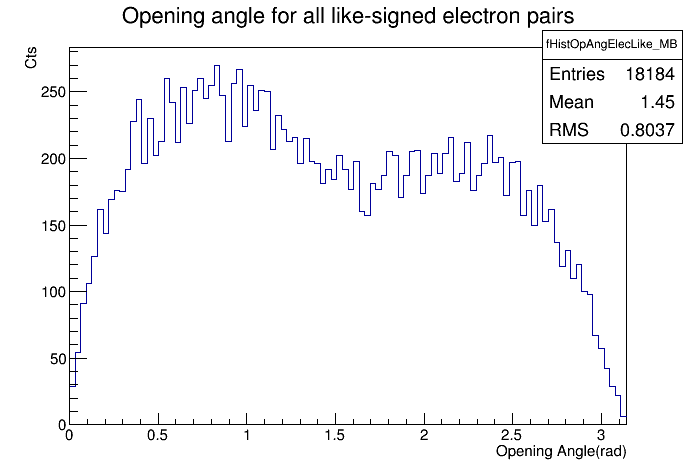 Opening angle for all like-signed electron pairs
fHistOpAngElecLike_MB
Entries 18184
Mean 1.45
RMS 0.8037
Cts
250
200
150
100
50
0
0 0.5 1 1.5 2 2.5 3
Opening Angle(rad)